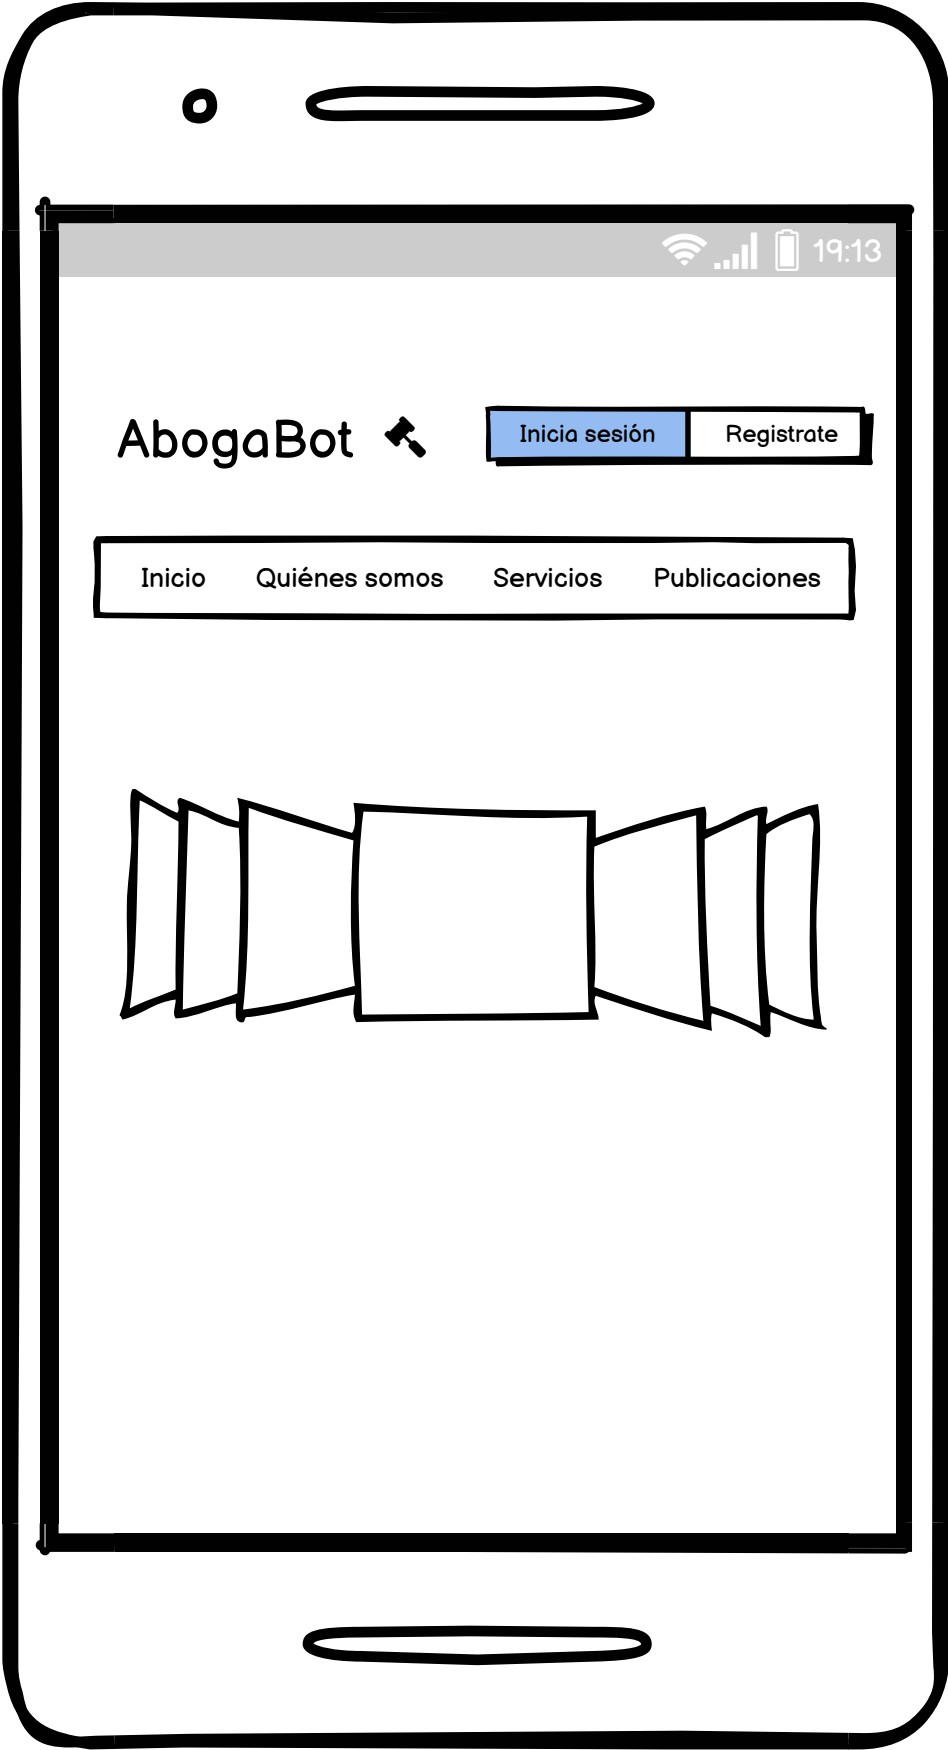 19:13
AbogaBot
Inicia sesión Registrate
Inicio Quiénes somos Servicios Publicaciones